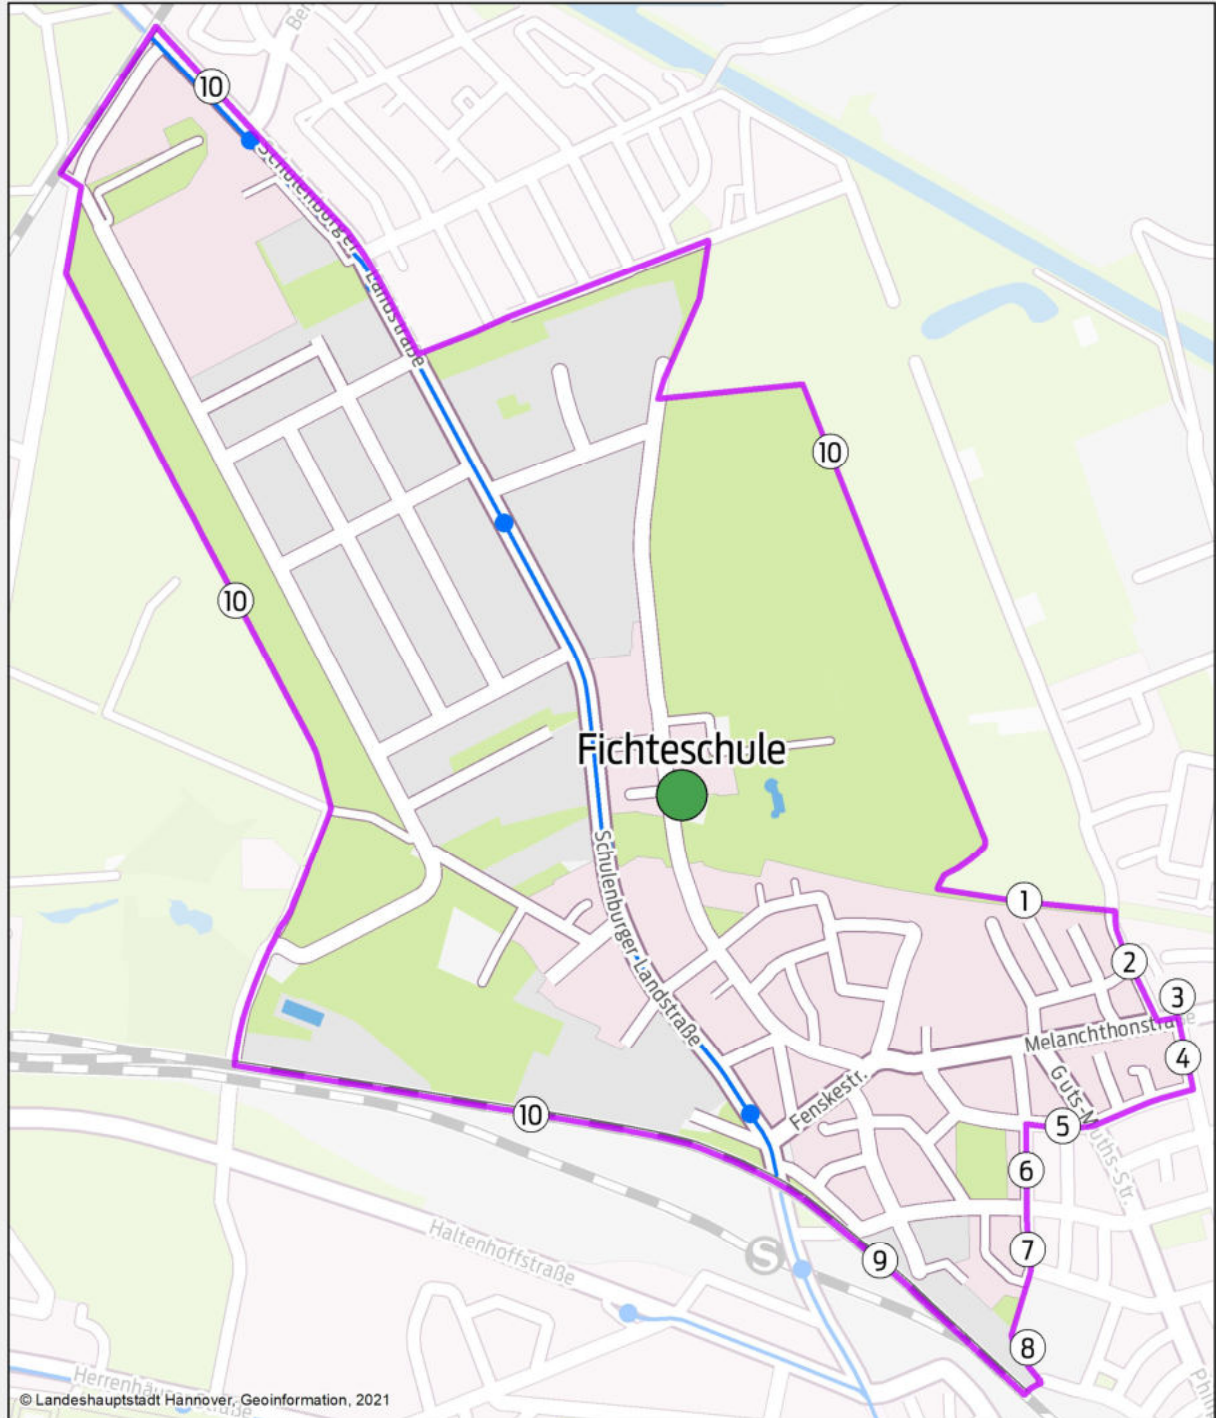 10
Schulenburger Landstraße
10
10
Fichteschule
Schulenburger Landstraße
1
2
3
Melanchthonstraße
4
Guts-Muths-Str.
Fenskestr.
5
10
6
7
S
9
Haltenhoffstraße
8
© Landeshauptstadt Hannover, Geoinformation, 2021